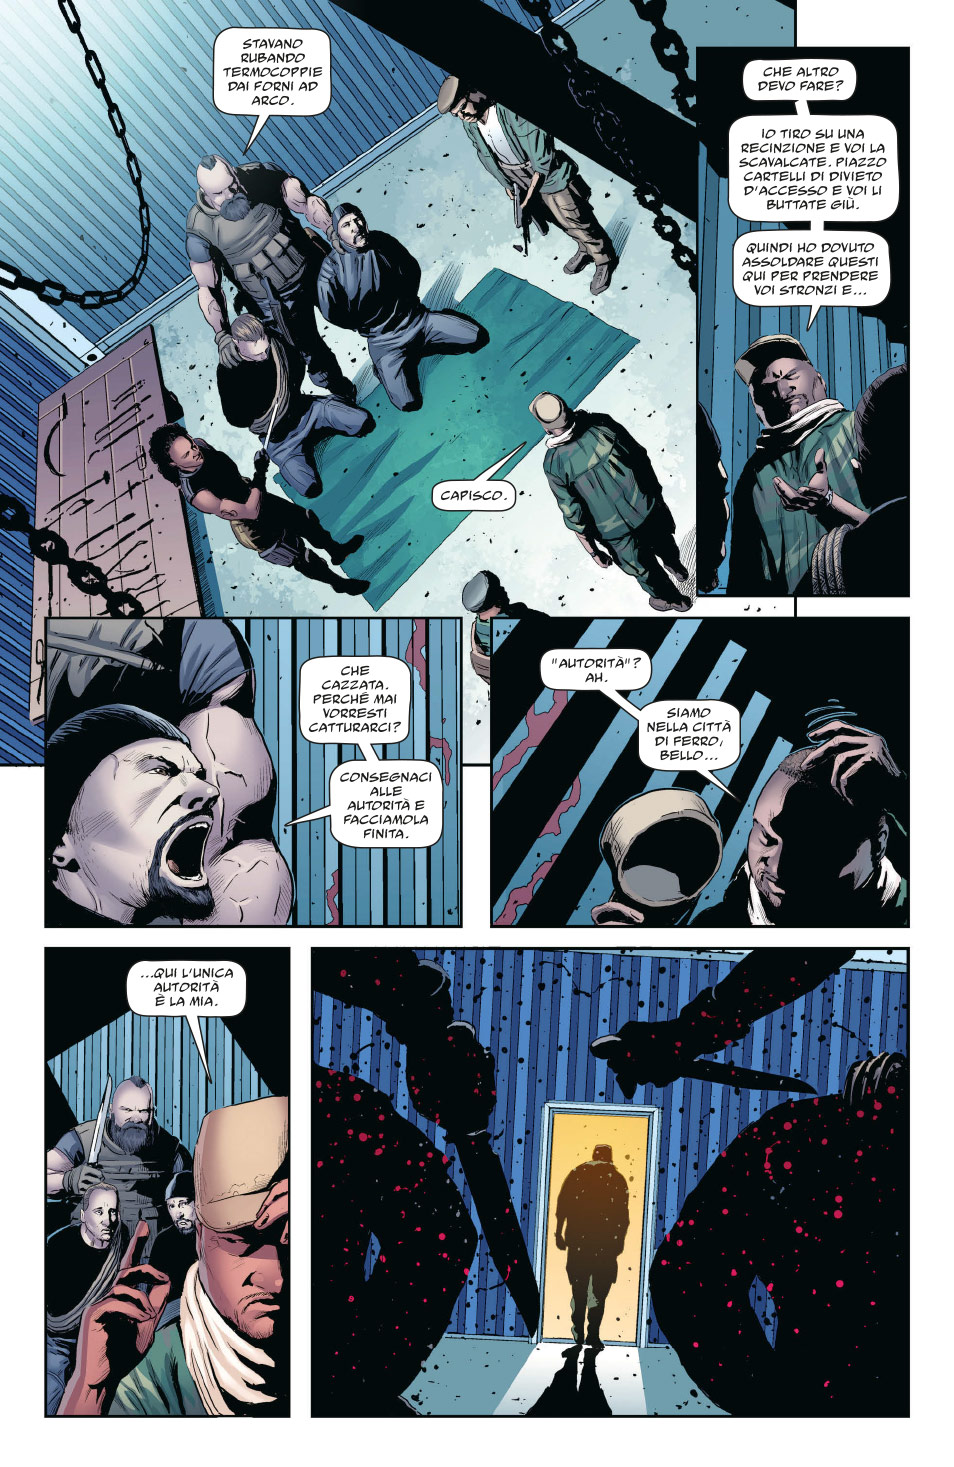 STAVANO
RUBANDO
TERMOCOPPIE
DAI FORNI AD
ARCO.
CAPISCO.
CHE ALTRO
DEVO FARE?
IO TIRO SU UNA
RECINZIONE E VOI LA
SCAVALCATE. PIAZZO
CARTELLI DI DIVIETO
D'ACCESSO E VOI LI
BUTTATE GIÙ.
QUINDI HO DOVUTO
ASSOLDARE QUESTI
QUI PER PRENDERE
VOI STRONZI E...
CHE
CAZZATA.
PERCHÉ MAI
VORRESTI
CATTURARCI?
CONSEGNACI
ALLE
AUTORITÀ E
FACCIAMOLA
FINITA.
"AUTORITÀ"?
AH.
SIAMO
NELLA CITTÀ
DI FERRO,
BELLO...
...QUI L'UNICA
AUTORITÀ
È LA MIA.